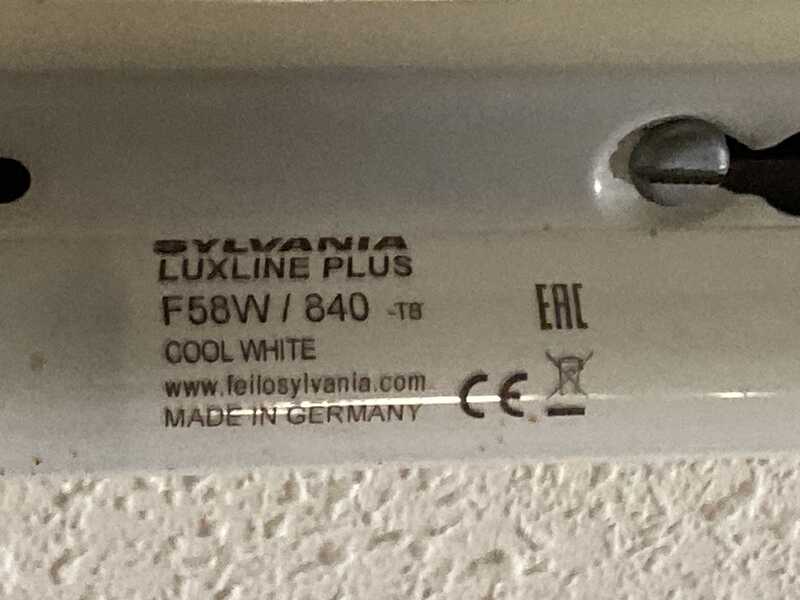 SYLVANIA
LUXLINE PLUS
F58W / 840 -T8
COOL WHITE
www.feilosylvania.com
MADE IN GERMANY
EAC
CE